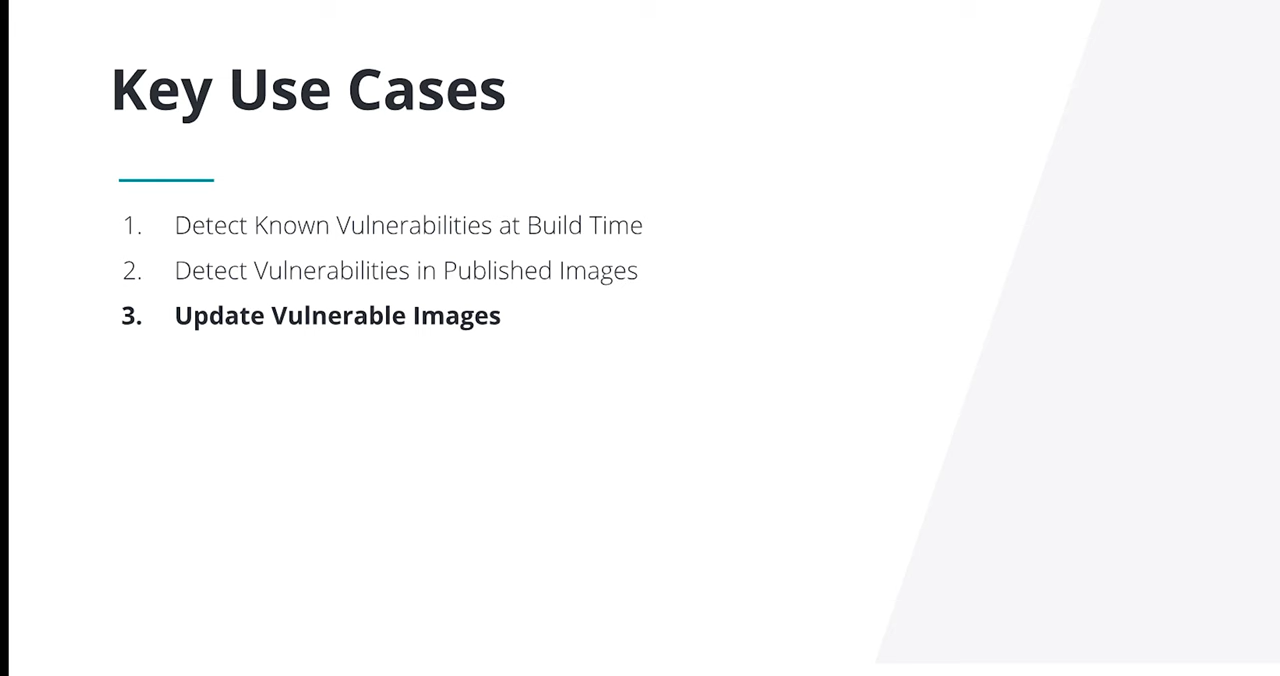 Key Use Cases
1. Detect Known Vulnerabilities at Build Time
2. Detect Vulnerabilities in Published Images
3. Update Vulnerable Images